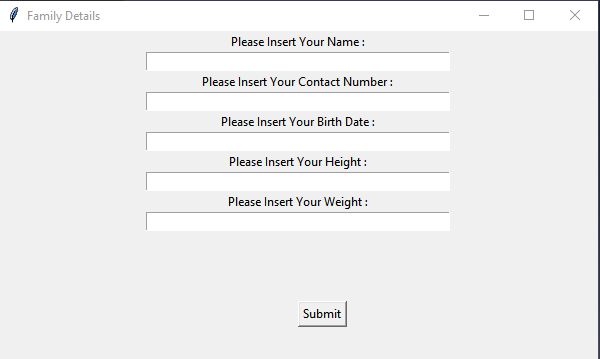 Family Details
Please Insert Your Name :
Please Insert Your Contact Number :
Please Insert Your Birth Date :
Please Insert Your Height :
Please Insert Your Weight :
Submit